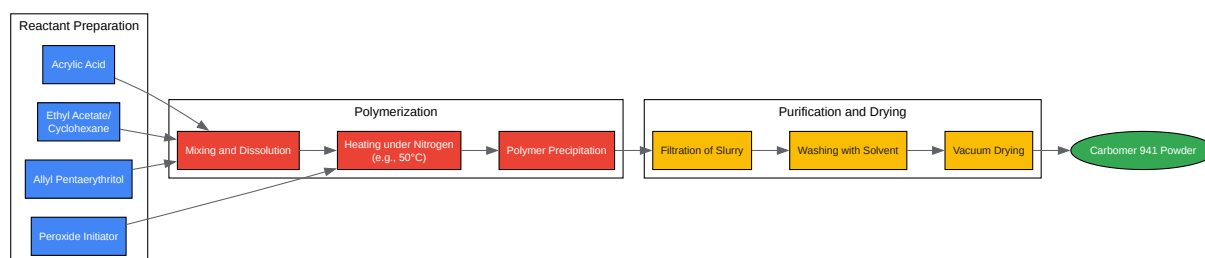 Reactant Preparation
Acrylic Acid
Ethyl Acetate/
Cyclohexane
Allyl Pentaerythritol
Peroxide Initiator
Polymerization
Mixing and Dissolution
Heating under Nitrogen
(e.g., 50°C)
Polymer Precipitation
Purification and Drying
Filtration of Slurry
Washing with Solvent
Vacuum Drying
Carbomer 941 Powder